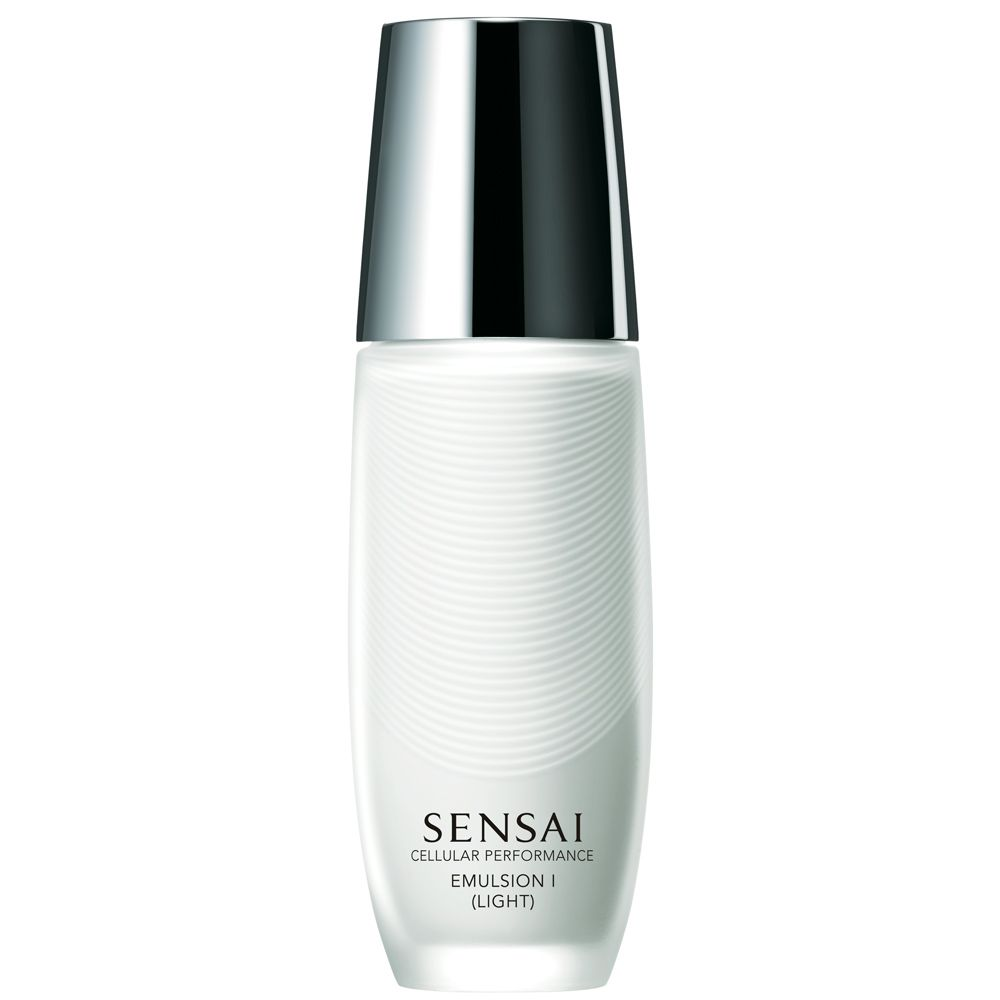 SENSAI
CELLULAR PERFORMANCE
EMULSION I
(LIGHT)